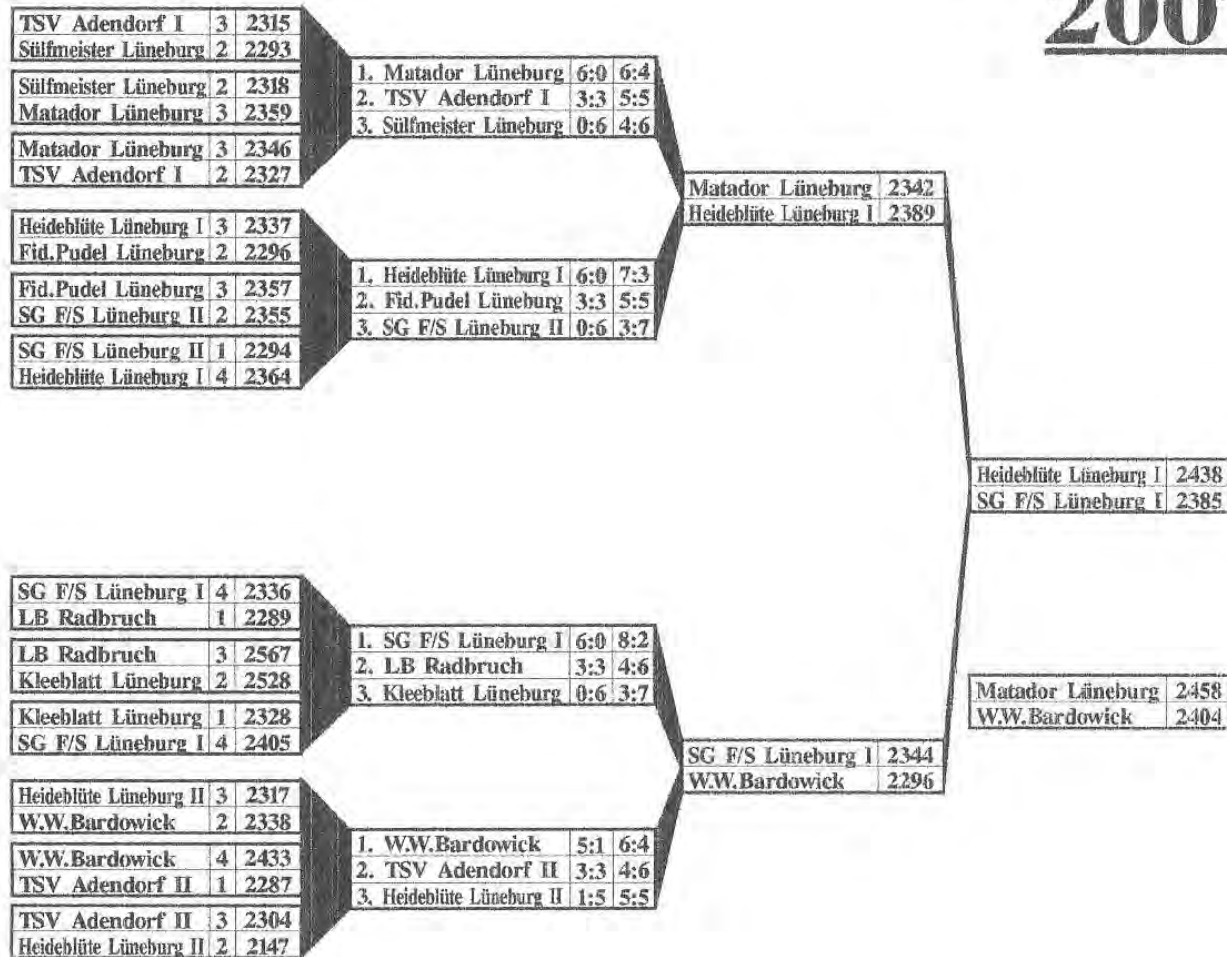 200
TSV Adendorf I 3 2315
Sülfmeister Lüneburg 2 2293
Sülfmeister Lüneburg 2 2318
Matador Lüneburg 3 2359
Matador Lüneburg 3 2346
TSV Adendorf I 2 2327
1. Matador Lüneburg 6:0 6:4
2. TSV Adendorf I 3:3 5:5
3. Sülfmeister Lüneburg 0:6 4:6
Heideblüte Lüneburg I 3 2337
Fid.Pudel Lüneburg 2 2296
Fid.Pudel Lüneburg 3 2357
SG F/S Lüneburg II 2 2355
SG F/S Lüneburg II 1 2294
Heideblüte Lüneburg I 4 2364
1. Heideblüte Lüneburg I 6:0 7:3
2. Fid.Pudel Lüneburg 3:3 5:5
3. SG F/S Lüneburg II 0:6 3:7
Matador Lüneburg 2342
Heideblüte Lüneburg I 2389
Heideblüte Lüneburg I 2438
SG F/S Lüneburg I 2385
SG F/S Lüneburg I 4 2336
LB Radbruch 1 2289
LB Radbruch 3 2567
Kleeblatt Lüneburg 2 2528
Kleeblatt Lüneburg 1 2328
SG F/S Lüneburg I 4 2405
1. SG F/S Lüneburg I 6:0 8:2
2. LB Radbruch 3:3 4:6
3. Kleeblatt Lüneburg 0:6 3:7
Matador Lüneburg 2458
W.W.Bardowick 2404
SG F/S Lüneburg I 2344
W.W.Bardowick 2296
Heideblüte Lüneburg II 3 2317
W.W.Bardowick 2 2338
W.W.Bardowick 4 2433
TSV Adendorf II 1 2287
TSV Adendorf II 3 2304
Heideblüte Lüneburg II 2 2147
1. W.W.Bardowick 5:1 6:4
2. TSV Adendorf II 3:3 4:6
3. Heideblüte Lüneburg II 1:5 5:5